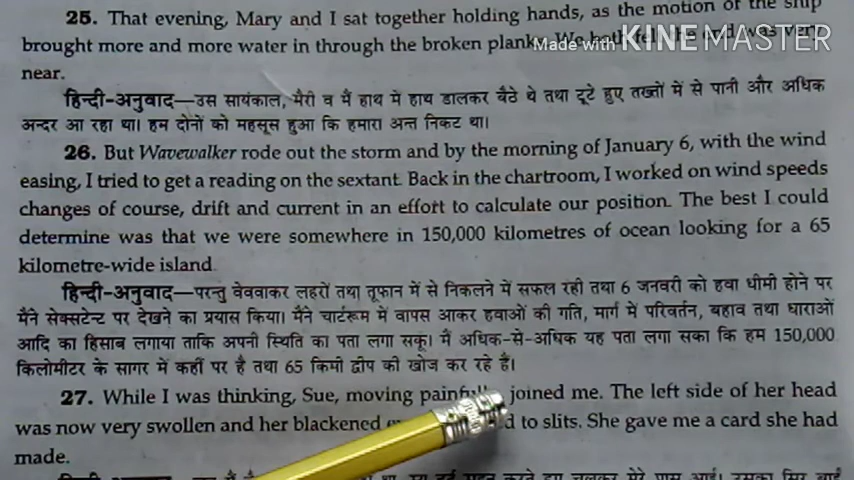 25. That evening, Mary and I sat together holding hands, as the motion of the ship
brought more and more water in through the broken planks. We both felt the end was very
near.
हिन्दी-अनुवाद—उस सायंकाल, मैरी व मैं हाथ में हाथ डालकर बैठे थे तथा टूटे हुए तख्तों में से पानी और अधिक
अन्दर आ रहा था। हम दोनों को महसूस हुआ कि हमारा अन्त निकट था।
26. But Wavewalker rode out the storm and by the morning of January 6, with the wind
easing, I tried to get a reading on the sextant. Back in the chartroom, I worked on wind speeds
changes of course, drift and current in an effort to calculate our position. The best I could
determine was that we were somewhere in 150,000 kilometres of ocean looking for a 65
kilometre-wide island.
हिन्दी-अनुवाद—परन्तु वेववाकर लहरों तथा तूफान में से निकलने में सफल रही तथा 6 जनवरी को हवा धीमी होने पर
मैंने सेक्सटेन्ट पर देखने का प्रयास किया। मैंने चार्टरूम में वापस आकर हवाओं की गति, मार्ग में परिवर्तन, बहाव तथा धाराओं
आदि का हिसाब लगाया ताकि अपनी स्थिति का पता लगा सकूं। मैं अधिक-से-अधिक यह पता लगा सका कि हम 150,000
किलोमीटर के सागर में कहीं पर है तथा 65 किमी द्वीप की खोज कर रहे हैं।
27. While I was thinking, Sue, moving painfully joined me. The left side of her head
was now very swollen and her blackened to slits. She gave me a card she had
made.
Made with KINEMASTER